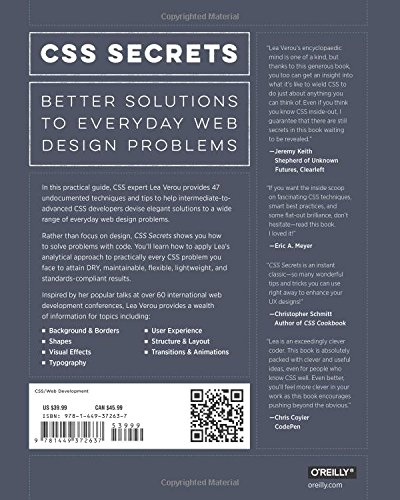 Copyrighted Material
CSS SECRETS
BETTER SOLUTIONS
TO EVERYDAY WEB
DESIGN PROBLEMS
In this practical guide, CSS expert Lea Verou provides 47
undocumented techniques and tips to help intermediate-to-
advanced CSS developers devise elegant solutions to a wide
range of everyday web design problems.
Rather than focus on design, CSS Secrets shows you how
to solve problems with code. You'll learn how to apply Lea's
analytical approach to practically every CSS problem you
face to attain DRY, maintainable, flexible, lightweight, and
standards-compliant results.
Inspired by her popular talks at over 60 international web
development conferences, Lea Verou provides a wealth
of information for topics including:
• Background & Borders
• Shapes
• Visual Effects
• Typography
• User Experience
• Structure & Layout
• Transitions & Animations
"Lea Verou's encyclopaedic
mind is one of a kind, but
thanks to this generous book,
you too can get an insight into
what it's like to wield CSS to
do just about anything you
can think of. Even if you think
you know CSS inside-out, I
guarantee that there are still
secrets in this book waiting
to be revealed."
—Jeremy Keith
Shepherd of Unknown
Futures, Clearleft
"If you want the inside scoop
on fascinating CSS techniques,
smart best practices, and
some flat-out brilliance, don't
hesitate—read this book.
I loved it!"
—Eric A. Meyer
"CSS Secrets is an instant
classic—so many wonderful
tips and tricks you can use
right away to enhance your
UX designs!"
—Christopher Schmitt
Author of CSS Cookbook
"Lea is an exceedingly clever
coder. This book is absolutely
packed with clever and useful
ideas, even for people who
know CSS well. Even better,
you'll feel more clever in your
work as this book encourages
pushing beyond the obvious."
—Chris Coyier
CodePen
CSS/Web Development
US $39.99 CAN $45.99
ISBN: 978-1-449-37263-7
53999
9 781449 372637
O'REILLY®
oreilly.com
Copyrighted Material